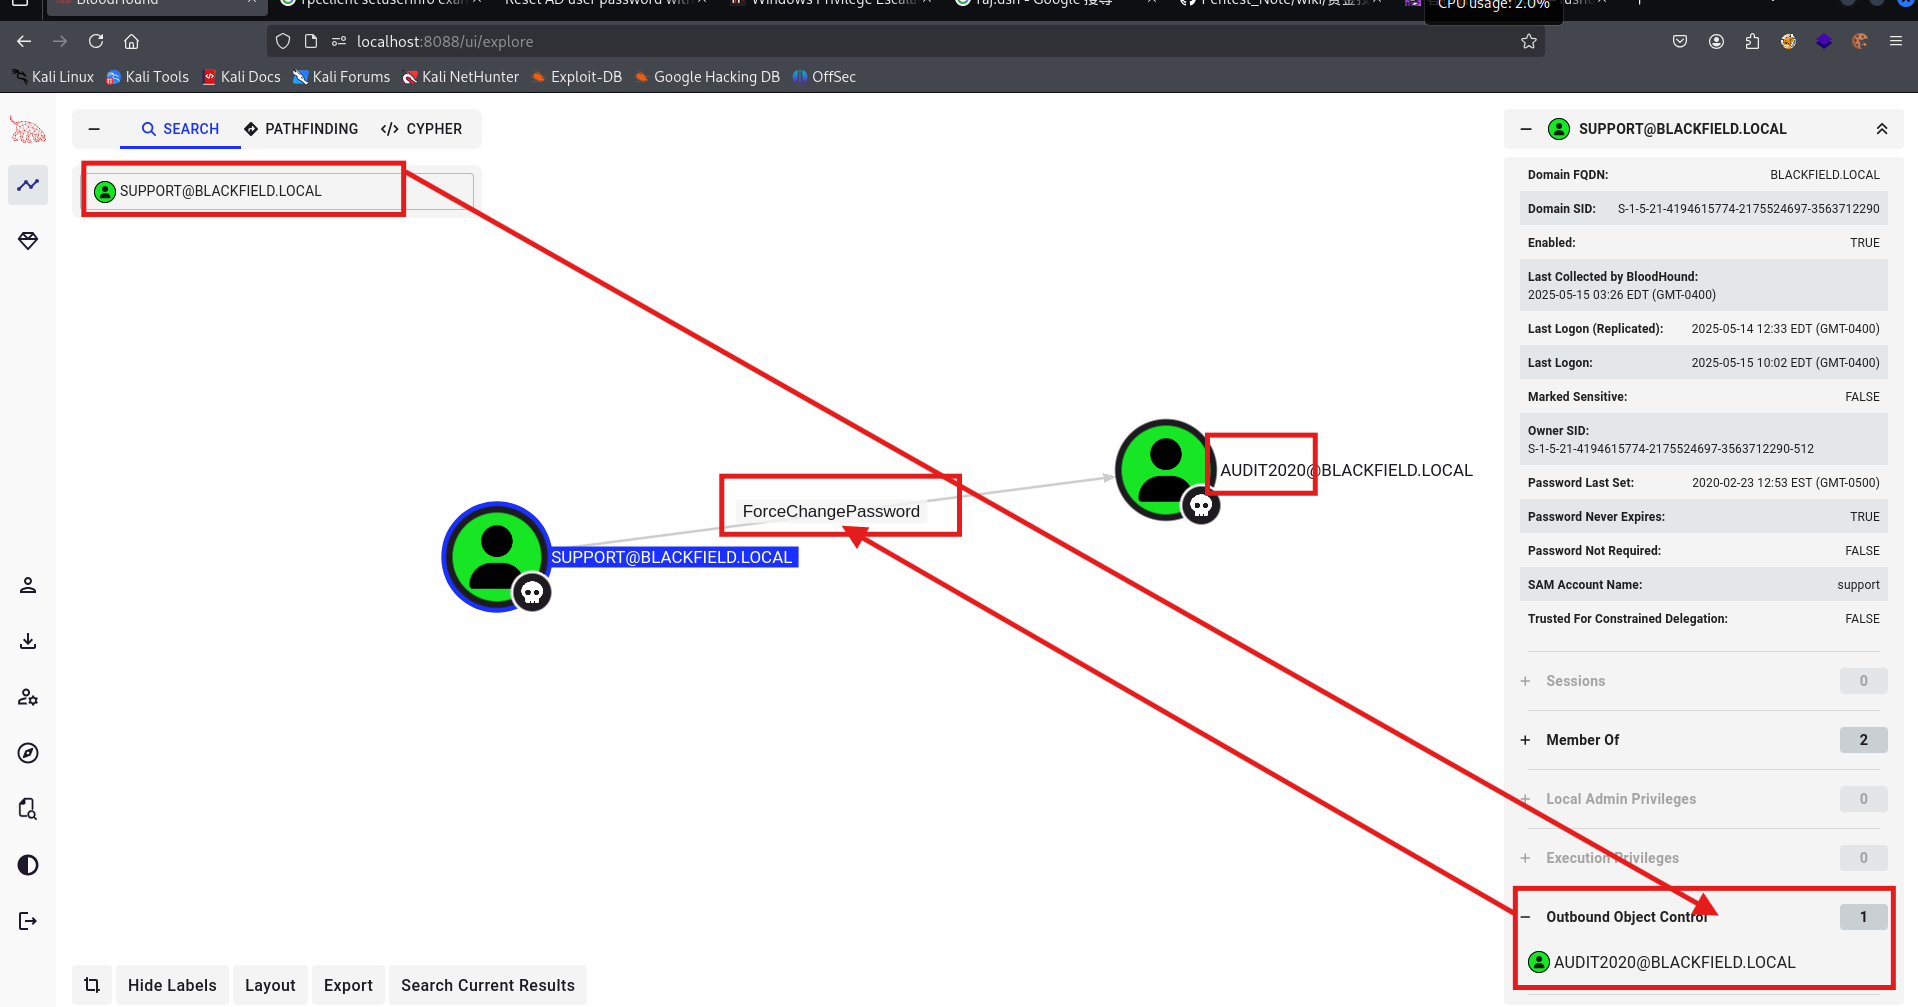 BloodHound
rpcclient setuserinfo exa
Reset AD user password with
Windows Privilege Escala
raj.dsh - Google 搜尋
Pentest_Note/wiki/
CPU usage: 2.0%
localhost:8088/ui/explore
Kali Linux
Kali Tools
Kali Docs
Kali Forums
Kali NetHunter
Exploit-DB
Google Hacking DB
OffSec
SEARCH
PATHFINDING
</> CYPHER
SUPPORT@BLACKFIELD.LOCAL
ForceChangePassword
SUPPORT@BLACKFIELD.LOCAL
AUDIT2020@BLACKFIELD.LOCAL
Hide Labels
Layout
Export
Search Current Results
SUPPORT@BLACKFIELD.LOCAL
Domain FQDN: BLACKFIELD.LOCAL
Domain SID: S-1-5-21-4194615774-2175524697-3563712290
Enabled: TRUE
Last Collected by BloodHound:
2025-05-15 03:26 EDT (GMT-0400)
Last Logon (Replicated): 2025-05-14 12:33 EDT (GMT-0400)
Last Logon: 2025-05-15 10:02 EDT (GMT-0400)
Marked Sensitive: FALSE
Owner SID:
S-1-5-21-4194615774-2175524697-3563712290-512
Password Last Set: 2020-02-23 12:53 EST (GMT-0500)
Password Never Expires: TRUE
Password Not Required: FALSE
SAM Account Name: support
Trusted For Constrained Delegation: FALSE
Sessions 0
Member Of 2
Local Admin Privileges 0
Execution Privileges 0
Outbound Object Control 1
AUDIT2020@BLACKFIELD.LOCAL